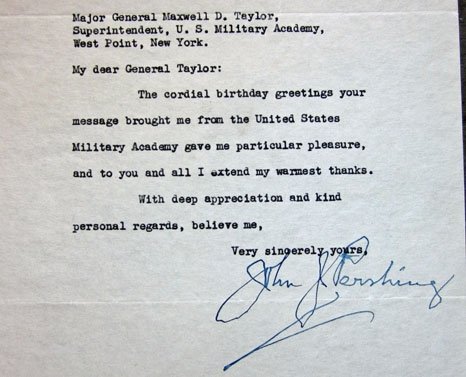 Major General Maxwell D. Taylor,
Superintendent, U. S. Military Academy,
West Point, New York.
My dear General Taylor:
The cordial birthday greetings your
message brought me from the United States
Military Academy gave me particular pleasure,
and to you and all I extend my warmest thanks.
With deep appreciation and kind
personal regards, believe me,
Very sincerely yours,
John J. Pershing